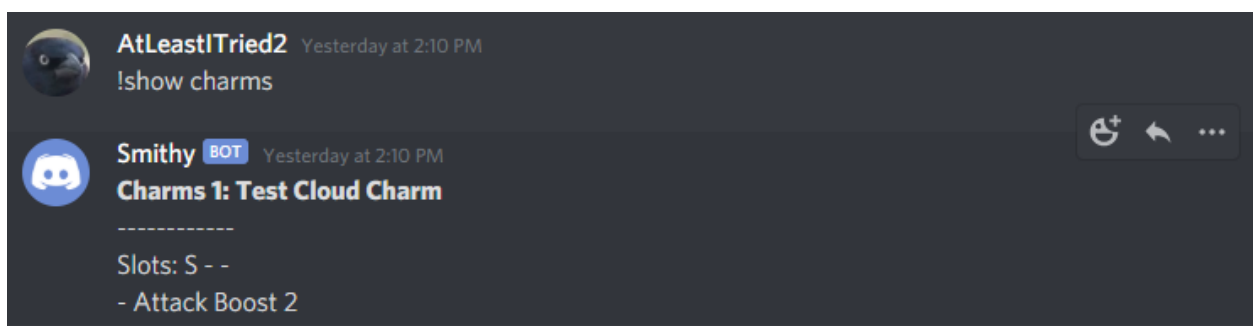 AtLeastITried2 Yesterday at 2:10 PM
!show charms
Smithy BOT Yesterday at 2:10 PM
Charms 1: Test Cloud Charm
------------
Slots: S - -
- Attack Boost 2